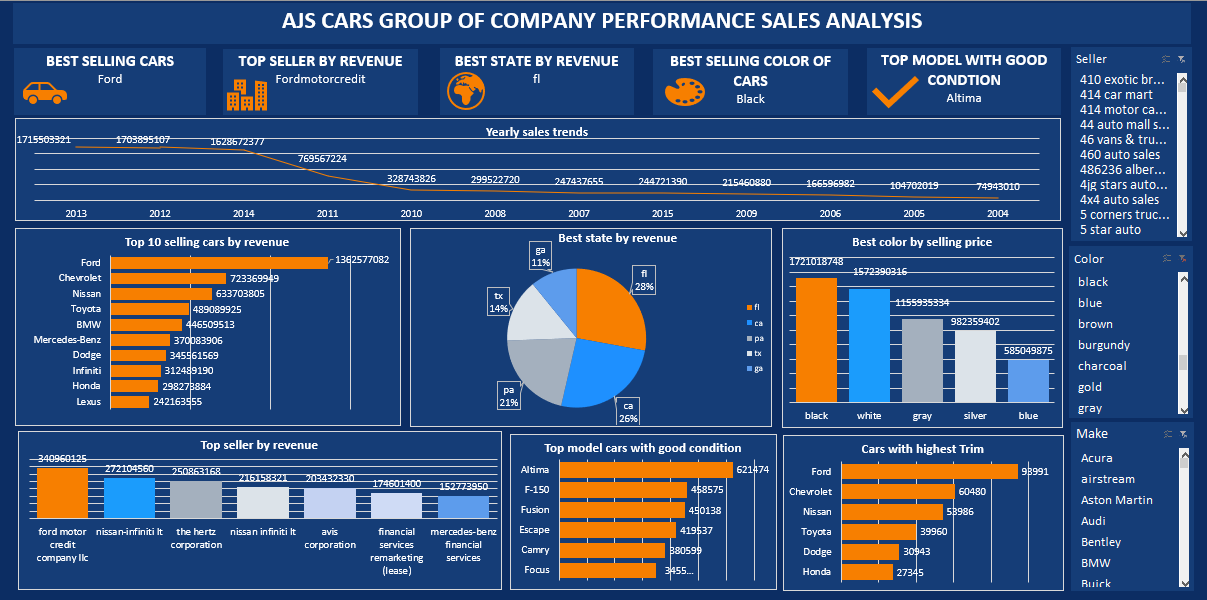 AJS CARS GROUP OF COMPANY PERFORMANCE SALES ANALYSIS
BEST SELLING CARS
Ford
TOP SELLER BY REVENUE
Fordmotorcredit
BEST STATE BY REVENUE
fl
BEST SELLING COLOR OF
CARS
Black
TOP MODEL WITH GOOD
CONDTION
Altima
Seller
410 exotic br...
414 car mart
414 motor ca...
44 auto mall s...
46 vans & tru...
460 auto sales
486236 alber...
4jg stars auto...
4x4 auto sales
5 corners truc...
5 star auto
Yearly sales trends
1715503321 1703895107 1628672377 769567224 328743826 299522720 247437655 244721390 215460880 166596982 104702019 74943010
2013 2012 2014 2011 2010 2008 2007 2015 2009 2006 2005 2004
Top 10 selling cars by revenue
Ford 1362577082
Chevrolet 723369949
Nissan 633703805
Toyota 489089925
BMW 446509513
Mercedes-Benz 370083906
Dodge 345561569
Infiniti 312489190
Honda 298273884
Lexus 242163555
Best state by revenue
ga
11%
fl
28%
tx
14%
pa
21%
ca
26%
fl
ca
pa
tx
ga
Best color by selling price
1721018748 1572390316 1155935334 982359402 585049875
black white gray silver blue
Color
black
blue
brown
burgundy
charcoal
gold
gray
Top seller by revenue
340960125 272104560 250863168 216158321 203432330 174601400 152773950
ford motor credit company llc
nissan-infiniti lt
the hertz corporation
nissan infiniti lt
avis corporation
financial services remarketing (lease)
mercedes-benz financial services
Top model cars with good condition
Altima 621474
F-150 458575
Fusion 450138
Escape 419537
Camry 380599
Focus 3455...
Cars with highest Trim
Ford 93991
Chevrolet 60480
Nissan 53986
Toyota 39960
Dodge 30943
Honda 27345
Make
Acura
airstream
Aston Martin
Audi
Bentley
BMW
Buick